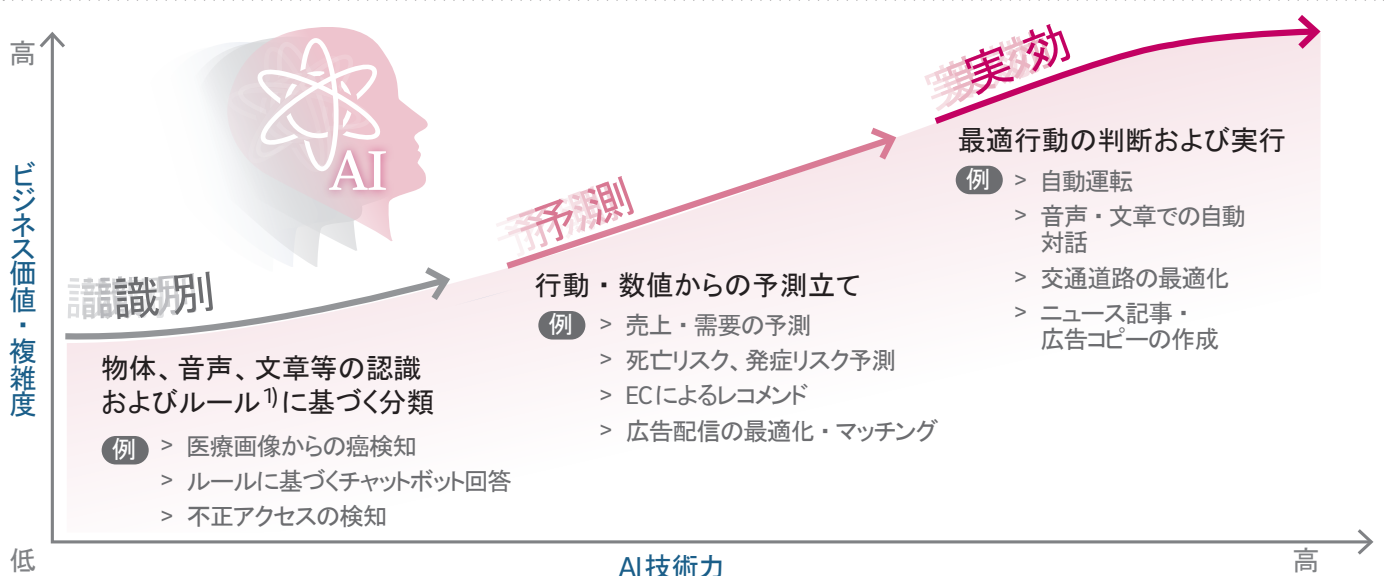 高
ビジネス価値・複雑度
低
AI
識別
物体、音声、文章等の認識
およびルール1)に基づく分類
例 > 医療画像からの癌検知
> ルールに基づくチャットボット回答
> 不正アクセスの検知
予測
行動・数値からの予測立て
例 > 売上・需要の予測
> 死亡リスク、発症リスク予測
> ECによるレコメンド
> 広告配信の最適化・マッチング
実効
最適行動の判断および実行
例 > 自動運転
> 音声・文章での自動
対話
> 交通道路の最適化
> ニュース記事・
広告コピーの作成
AI技術力
高